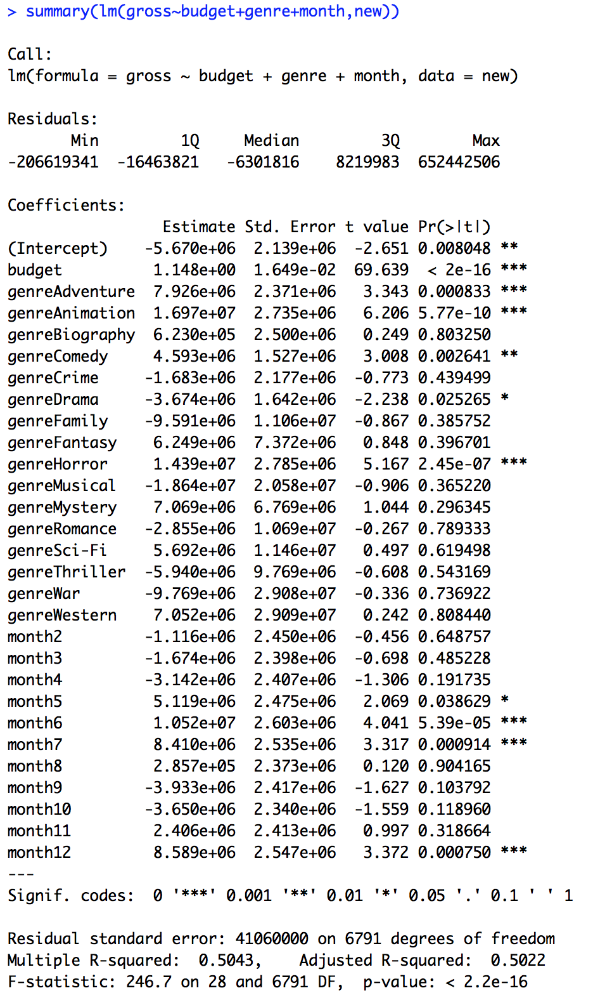 > summary(lm(gross~budget+genre+month,new))
Call:
lm(formula = gross ~ budget + genre + month, data = new)
Residuals:
Min 1Q Median 3Q Max
-206619341 -16463821 -6301816 8219983 652442506
Coefficients:
Estimate Std. Error t value Pr(>|t|)
(Intercept) -5.670e+06 2.139e+06 -2.651 0.008048 **
budget 1.148e+00 1.649e-02 69.639 < 2e-16 ***
genreAdventure 7.926e+06 2.371e+06 3.343 0.000833 ***
genreAnimation 1.697e+07 2.735e+06 6.206 5.77e-10 ***
genreBiography 6.230e+05 2.500e+06 0.249 0.803250
genreComedy 4.593e+06 1.527e+06 3.008 0.002641 **
genreCrime -1.683e+06 2.177e+06 -0.773 0.439499
genreDrama -3.674e+06 1.642e+06 -2.238 0.025265 *
genreFamily -9.591e+06 1.106e+07 -0.867 0.385752
genreFantasy 6.249e+06 7.372e+06 0.848 0.396701
genreHorror 1.439e+07 2.785e+06 5.167 2.45e-07 ***
genreMusical -1.864e+07 2.058e+07 -0.906 0.365220
genreMystery 7.069e+06 6.769e+06 1.044 0.296345
genreRomance -2.855e+06 1.069e+07 -0.267 0.789333
genreSci-Fi 5.692e+06 1.146e+07 0.497 0.619498
genreThriller -5.940e+06 9.769e+06 -0.608 0.543169
genreWar -9.769e+06 2.908e+07 -0.336 0.736922
genreWestern 7.052e+06 2.909e+07 0.242 0.808440
month2 -1.116e+06 2.450e+06 -0.456 0.648757
month3 -1.674e+06 2.398e+06 -0.698 0.485228
month4 -3.142e+06 2.407e+06 -1.306 0.191735
month5 5.119e+06 2.475e+06 2.069 0.038629 *
month6 1.052e+07 2.603e+06 4.041 5.39e-05 ***
month7 8.410e+06 2.535e+06 3.317 0.000914 ***
month8 2.857e+05 2.373e+06 0.120 0.904165
month9 -3.933e+06 2.417e+06 -1.627 0.103792
month10 -3.650e+06 2.340e+06 -1.559 0.118960
month11 2.406e+06 2.413e+06 0.997 0.318664
month12 8.589e+06 2.547e+06 3.372 0.000750 ***
---
Signif. codes: 0 '***' 0.001 '**' 0.01 '*' 0.05 '.' 0.1 ' ' 1
Residual standard error: 41060000 on 6791 degrees of freedom
Multiple R-squared: 0.5043, Adjusted R-squared: 0.5022
F-statistic: 246.7 on 28 and 6791 DF, p-value: < 2.2e-16